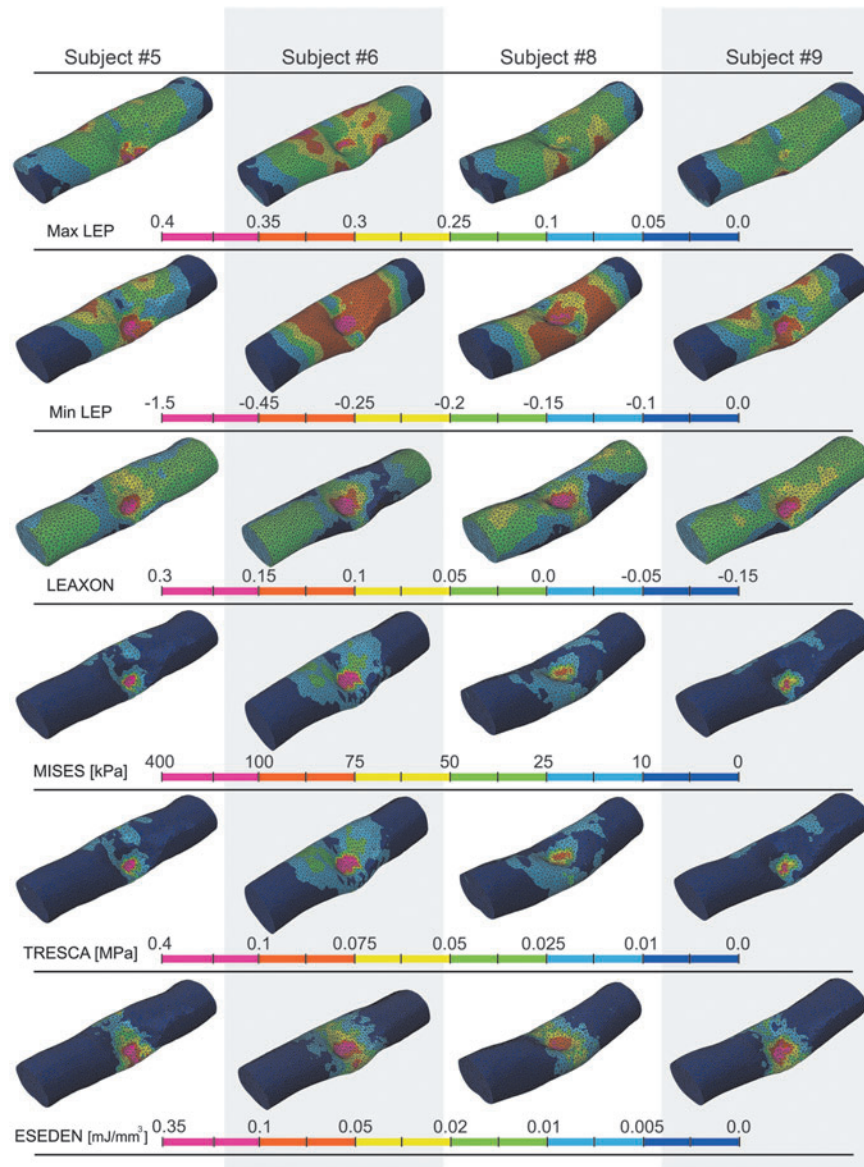 Subject #5 Subject #6 Subject #8 Subject #9
0.4 0.35 0.3 0.25 0.1 0.05 0.0
Max LEP
-1.5 -0.45 -0.25 -0.2 -0.15 -0.1 0.0
Min LEP
LEAXON
0.3 0.15 0.1 0.05 0.0 -0.05 -0.15
MISES [kPa]
400 100 75 50 25 10 0
TRESCA [MPa]
0.4 0.1 0.075 0.05 0.025 0.01 0.0
ESEDEN [mJ/mm³]
0.35 0.1 0.05 0.02 0.01 0.005 0.0